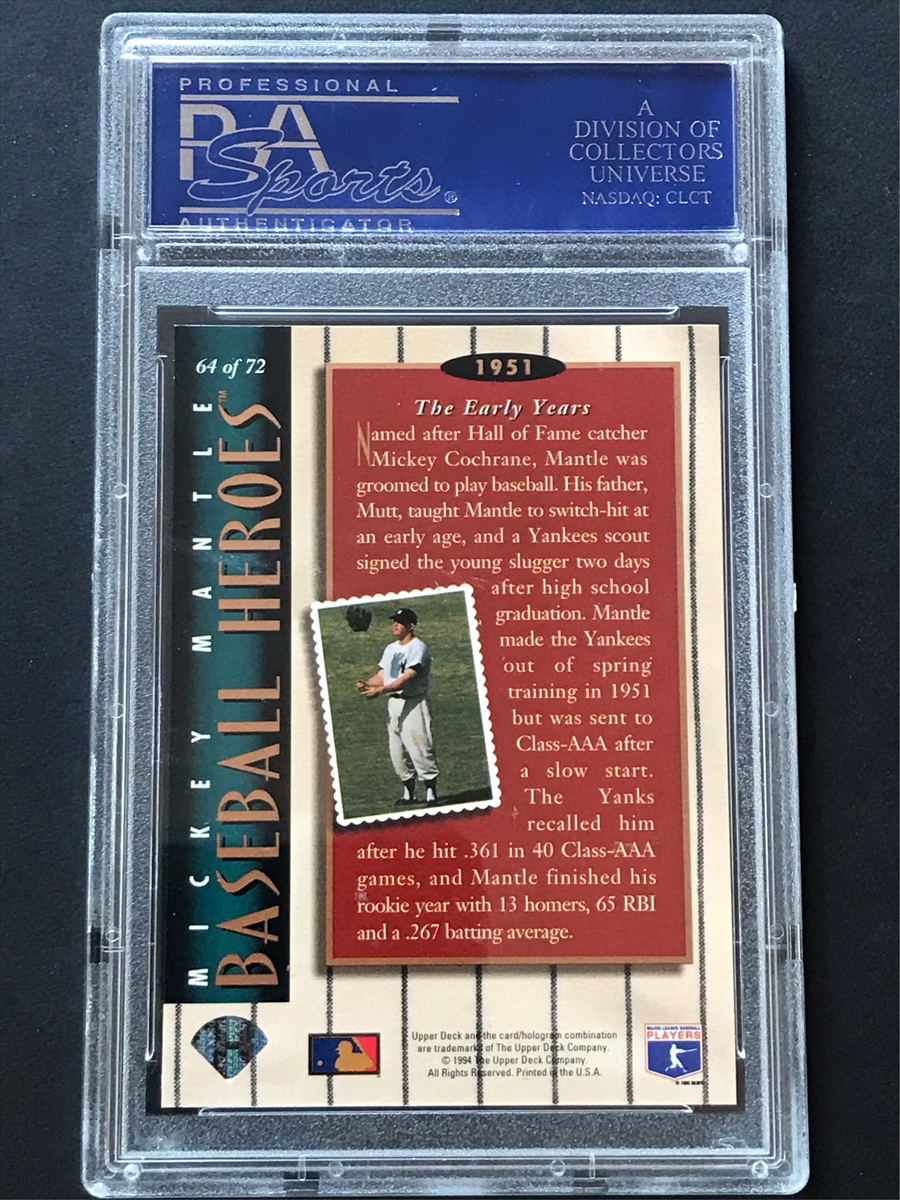 PROFESSIONAL
PSA
Sports®
AUTHENTICATOR
A
DIVISION OF
COLLECTORS
UNIVERSE
NASDAQ: CLCT
64 of 72
MICKEY MANTLE
BASEBALL HEROES™
1951
The Early Years
Named after Hall of Fame catcher
Mickey Cochrane, Mantle was
groomed to play baseball. His father,
Mutt, taught Mantle to switch-hit at
an early age, and a Yankees scout
signed the young slugger two days
after high school
graduation. Mantle
made the Yankees
out of spring
training in 1951
but was sent to
Class-AAA after
a slow start.
The Yanks
recalled him
after he hit .361 in 40 Class-AAA
games, and Mantle finished his
rookie year with 13 homers, 65 RBI
and a .267 batting average.
Upper Deck and the card/hologram combination
are trademarks of The Upper Deck Company.
© 1994 The Upper Deck Company.
All Rights Reserved. Printed in the U.S.A.
MAJOR LEAGUE BASEBALL
PLAYERS